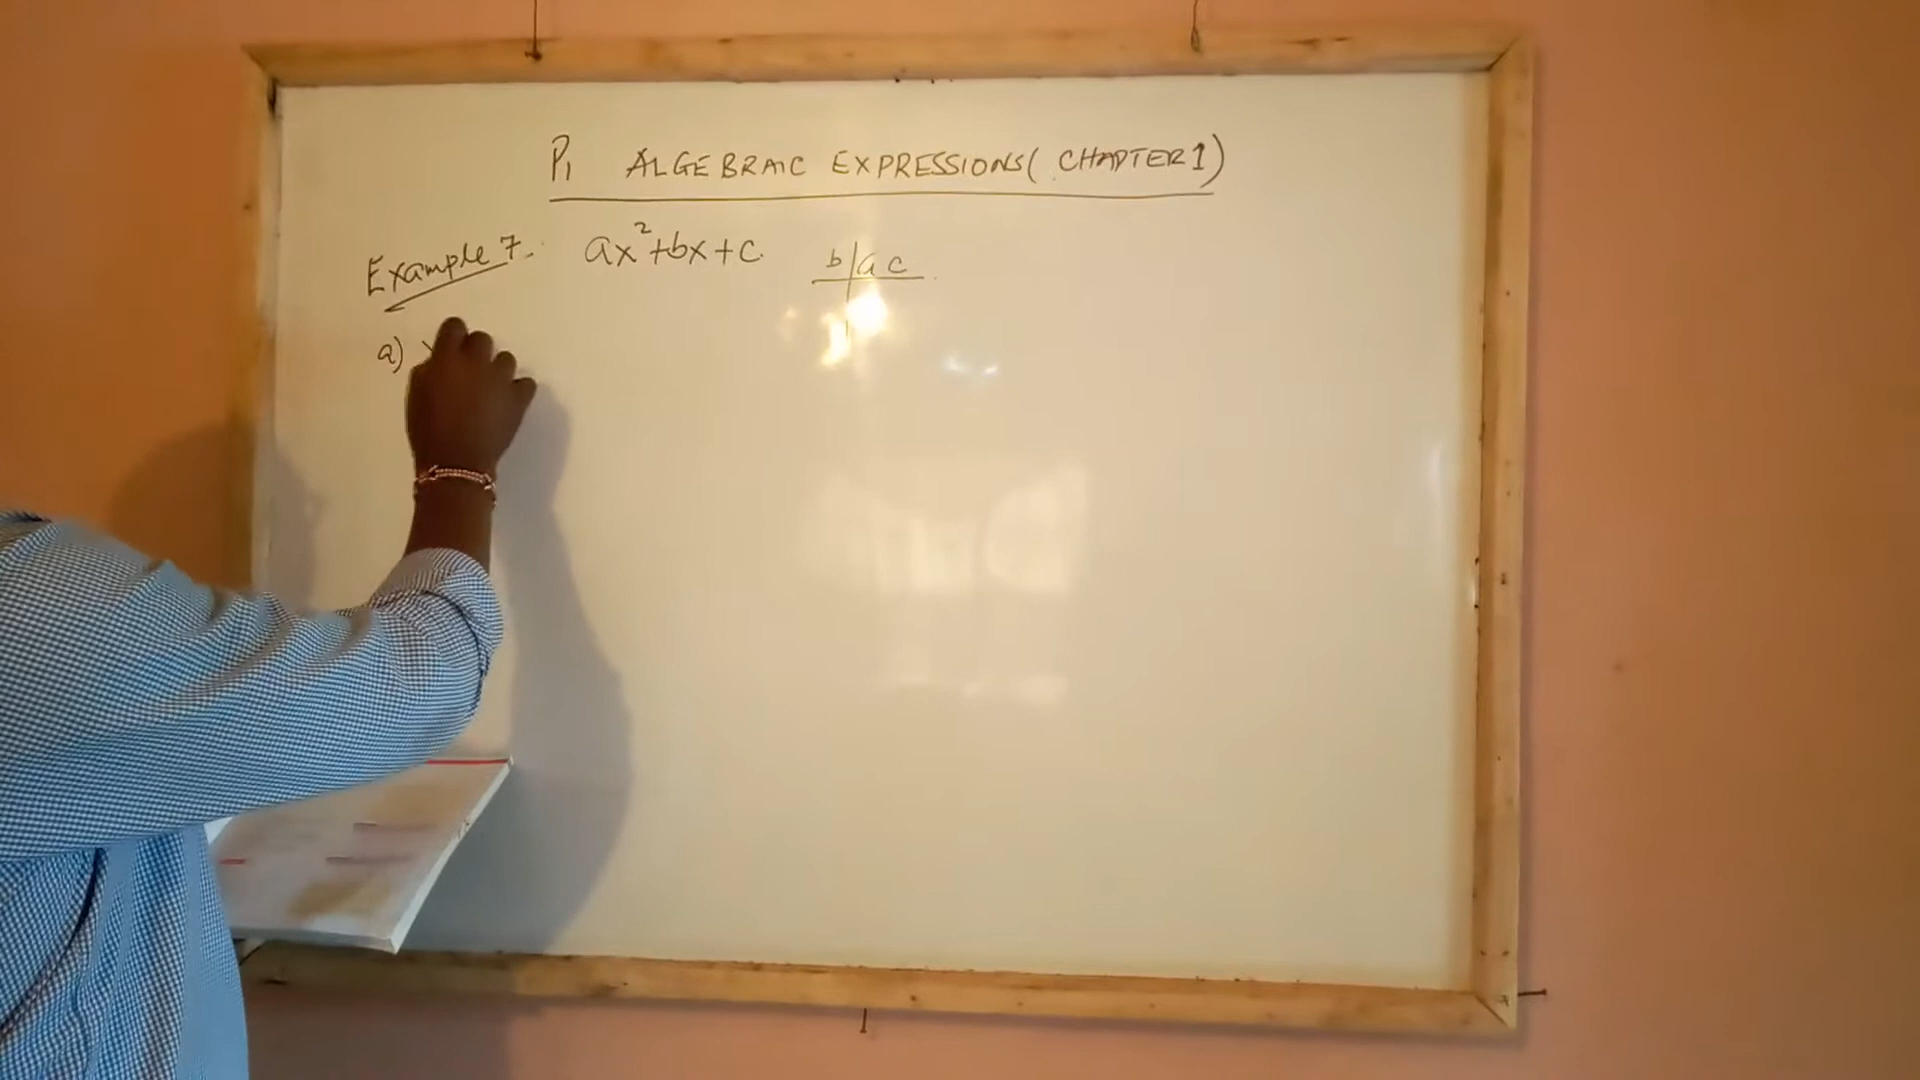 P1 ALGEBRAIC EXPRESSIONS( CHAPTER 1)
Example 7. ax²+bx+c. b|ac
a)